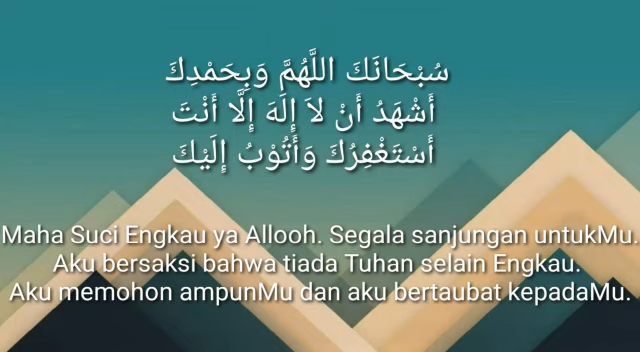 سُبْحَانَكَ اللَّهُمَّ وَبِحَمْدِكَ
أَشْهَدُ أَنْ لاَ إِلَهَ إِلَّا أَنْتَ
أَسْتَغْفِرُكَ وَأَتُوْبُ إِلَيْكَ
Maha Suci Engkau ya Allooh. Segala sanjungan untukMu.
Aku bersaksi bahwa tiada Tuhan selain Engkau.
Aku memohon ampunMu dan aku bertaubat kepadaMu.